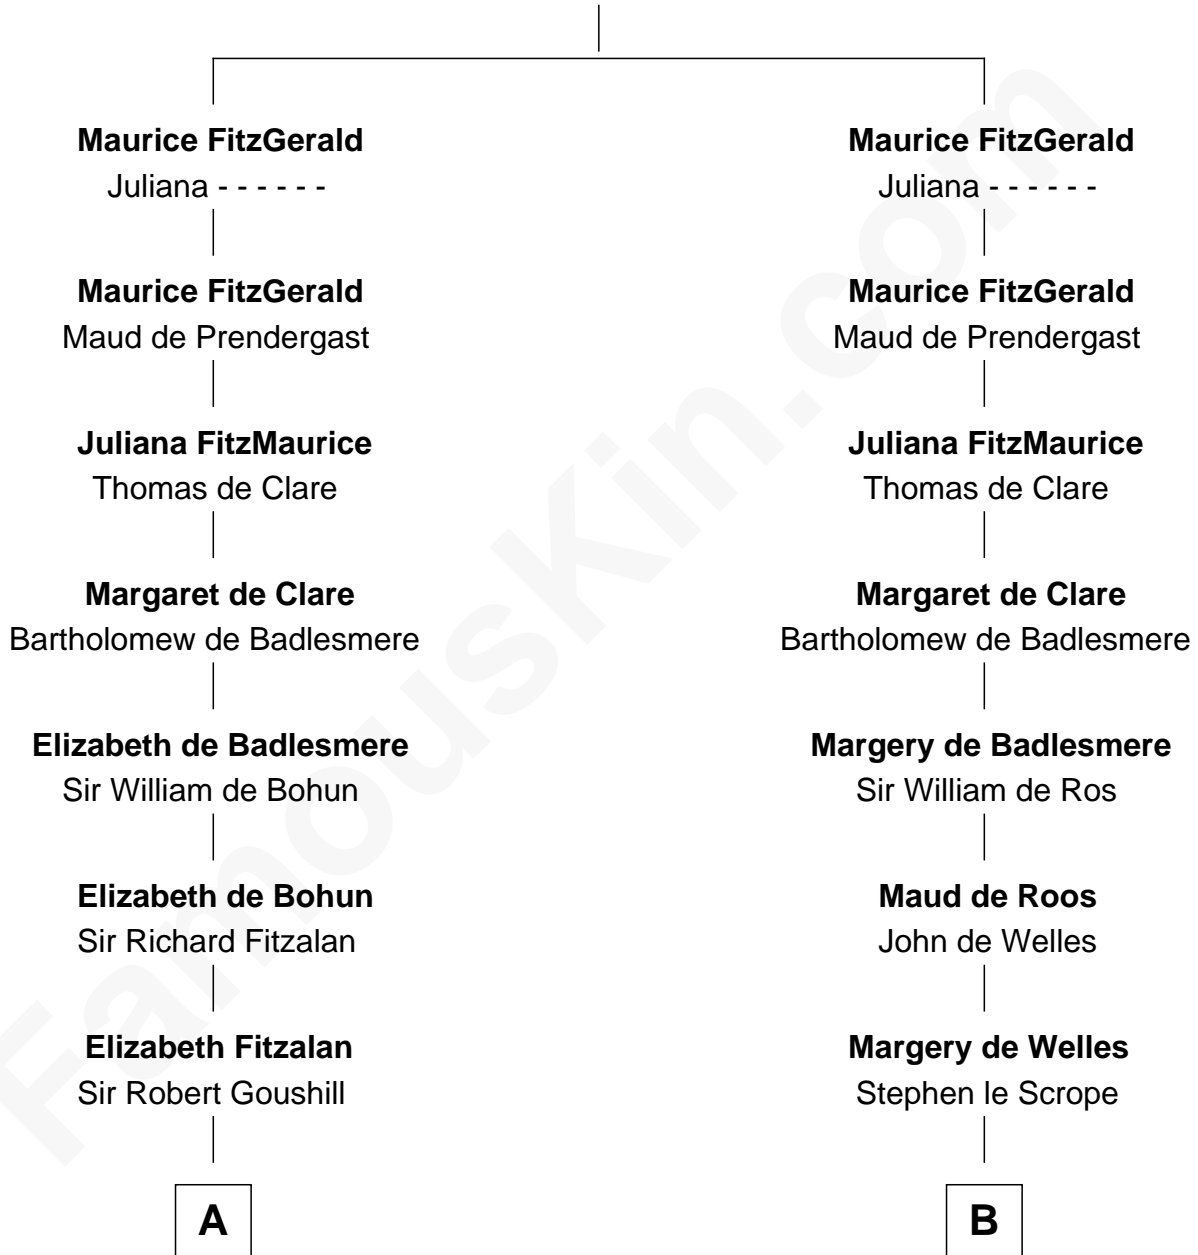 Maurice FitzGerald
Juliana - - - - - -
Maurice FitzGerald
Maud de Prendergast
Juliana FitzMaurice
Thomas de Clare
Margaret de Clare
Bartholomew de Badlesmere
Elizabeth de Badlesmere
Sir William de Bohun
Elizabeth de Bohun
Sir Richard Fitzalan
Elizabeth Fitzalan
Sir Robert Goushill
A
Maurice FitzGerald
Juliana - - - - - -
Maurice FitzGerald
Maud de Prendergast
Juliana FitzMaurice
Thomas de Clare
Margaret de Clare
Bartholomew de Badlesmere
Margery de Badlesmere
Sir William de Ros
Maud de Roos
John de Welles
Margery de Welles
Stephen le Scrope
B
FamousKin.com